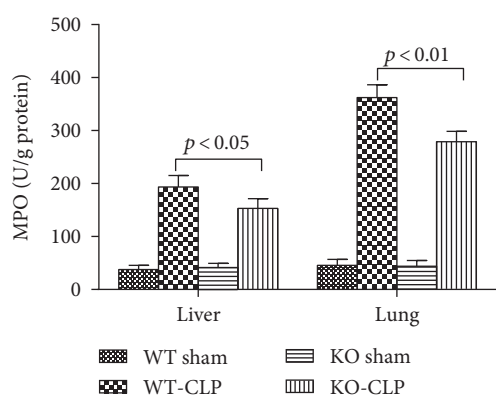 MPO (U/g protein)
500
400
300
200
100
0
p < 0.05
p < 0.01
Liver
Lung
WT sham
KO sham
WT-CLP
KO-CLP